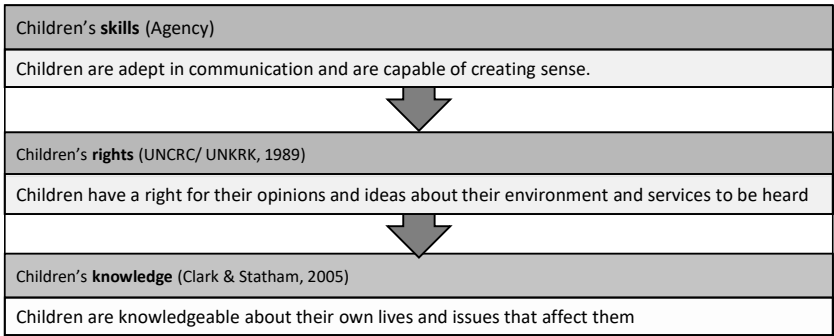 Children's skills (Agency)
Children are adept in communication and are capable of creating sense.
Children's rights (UNCRC/ UNKRK, 1989)
Children have a right for their opinions and ideas about their environment and services to be heard
Children's knowledge (Clark & Statham, 2005)
Children are knowledgeable about their own lives and issues that affect them